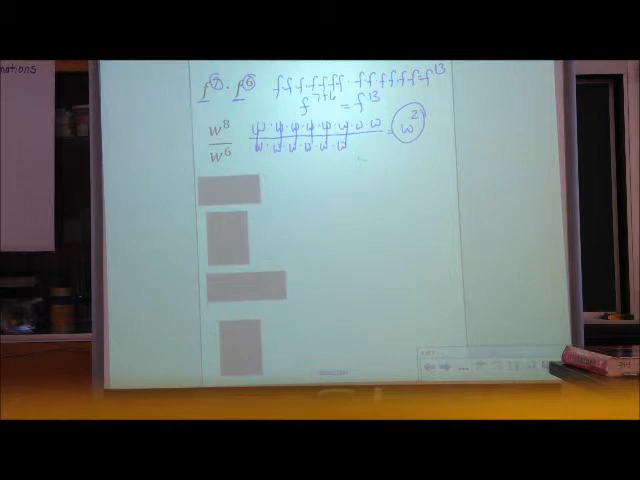 f⁷ · f⁶ f·f·f·f·f·f·f · f·f·f·f·f·f = f¹³
f⁷⁺⁶ = f¹³
w⁸/w⁶ w·w·w·w·w·w·w·w / w·w·w·w·w·w = w²